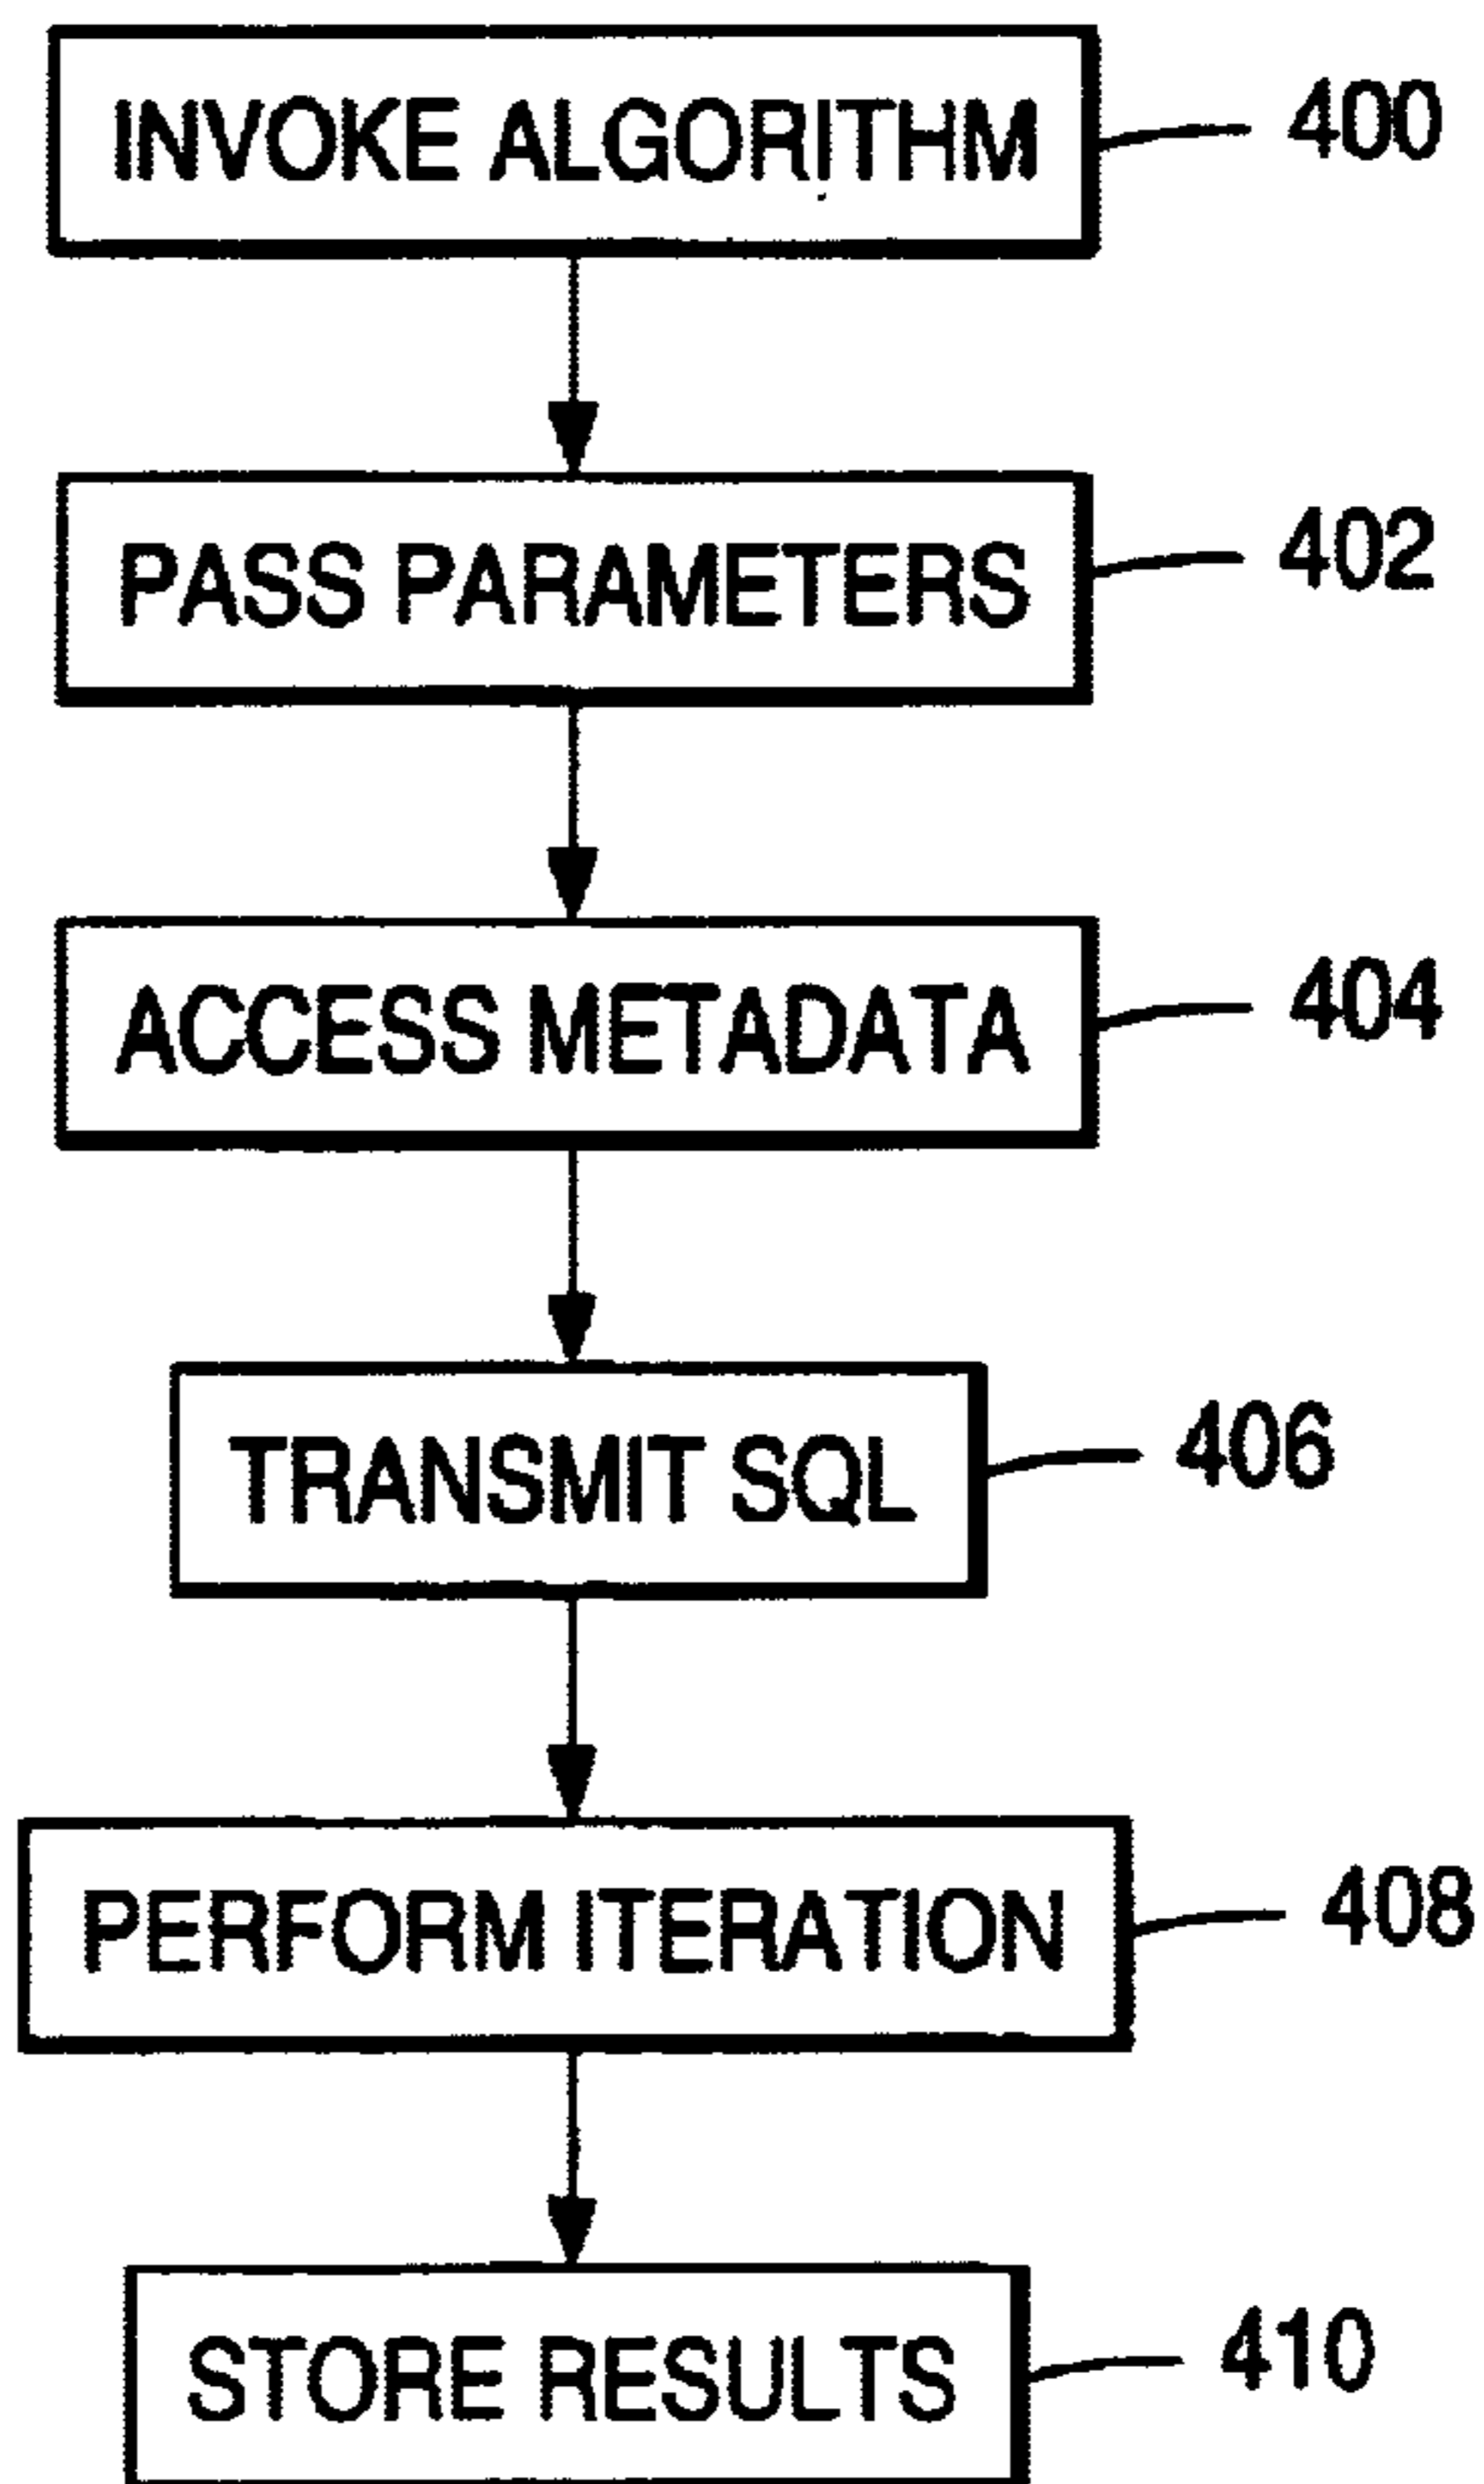 INVOKE ALGORITHM 400
PASS PARAMETERS 402
ACCESS METADATA 404
TRANSMIT SQL 406
PERFORM ITERATION 408
STORE RESULTS 410